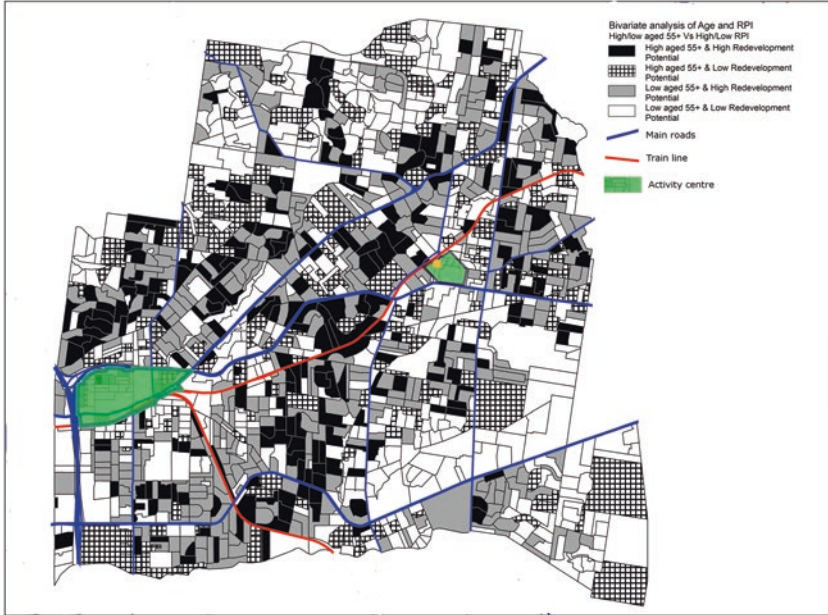 Bivariate analysis of Age and RPI
High/low aged 55+ Vs High/Low RPI
High aged 55+ & High Redevelopment
Potential
High aged 55+ & Low Redevelopment
Potential
Low aged 55+ & High Redevelopment
Potential
Low aged 55+ & Low Redevelopment
Potential
Main roads
Train line
Activity centre